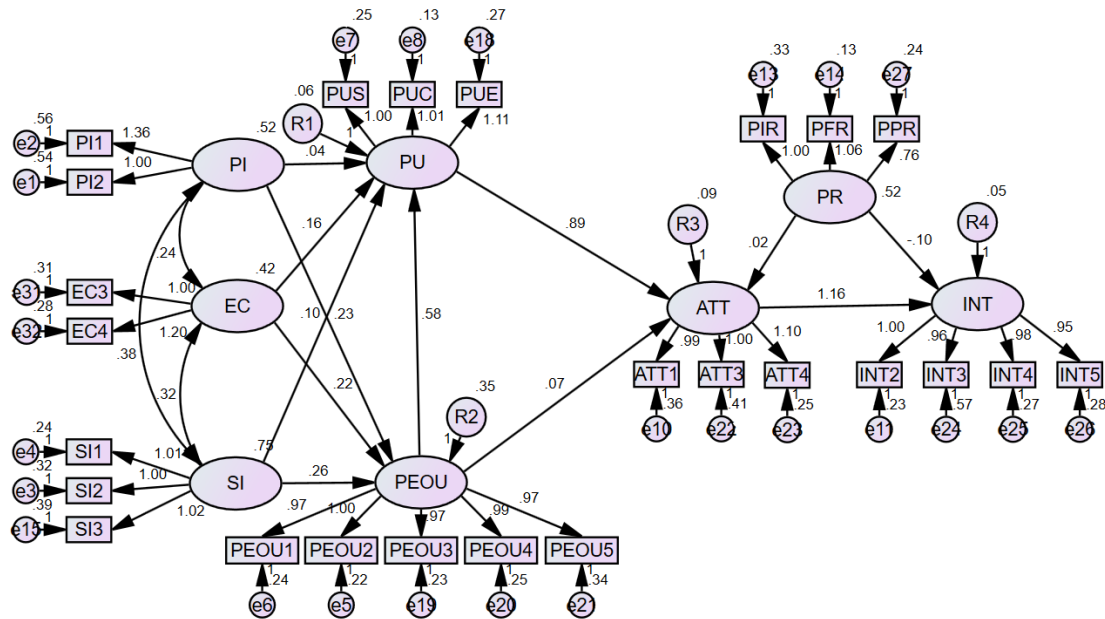 .25 .13 .27
e7 e8 e18
1 1 1
PUS PUC PUE
.06 1.00 1.01 1.11
R1 1
.33 .13 .24
e13 e14 e27
1 1 1
PIR PFR PPR
1.00 1.06 .76
.56
e2 1 PI1 1.36
.54
e1 1 PI2 1.00
.52
PI .04 PU
PR .52
.09 .05
R3 R4
1 1
.16 .89 .02 -.10
.24 .42
.31
e31 1 EC3 1.00
.28
e32 1 EC4 1.20
EC .10 .23 .58
ATT 1.16 INT
.38 .32 .22 .07
.99 1.00 1.10 1.00 .96 .98 .95
ATT1 ATT3 ATT4 INT2 INT3 INT4 INT5
1 1 1 1 1 1 1
.36 .41 .25 .23 .57 .27 .28
e10 e22 e23 e11 e24 e25 e26
.35
R2
1
.24
e4 1 SI1 1.01
.32
e3 1 SI2 1.00
.39
e15 1 SI3 1.02
.75
SI .26 PEOU
.97 1.00 .97 .99 .97
PEOU1 PEOU2 PEOU3 PEOU4 PEOU5
1 1 1 1 1
.24 .22 .23 .25 .34
e6 e5 e19 e20 e21